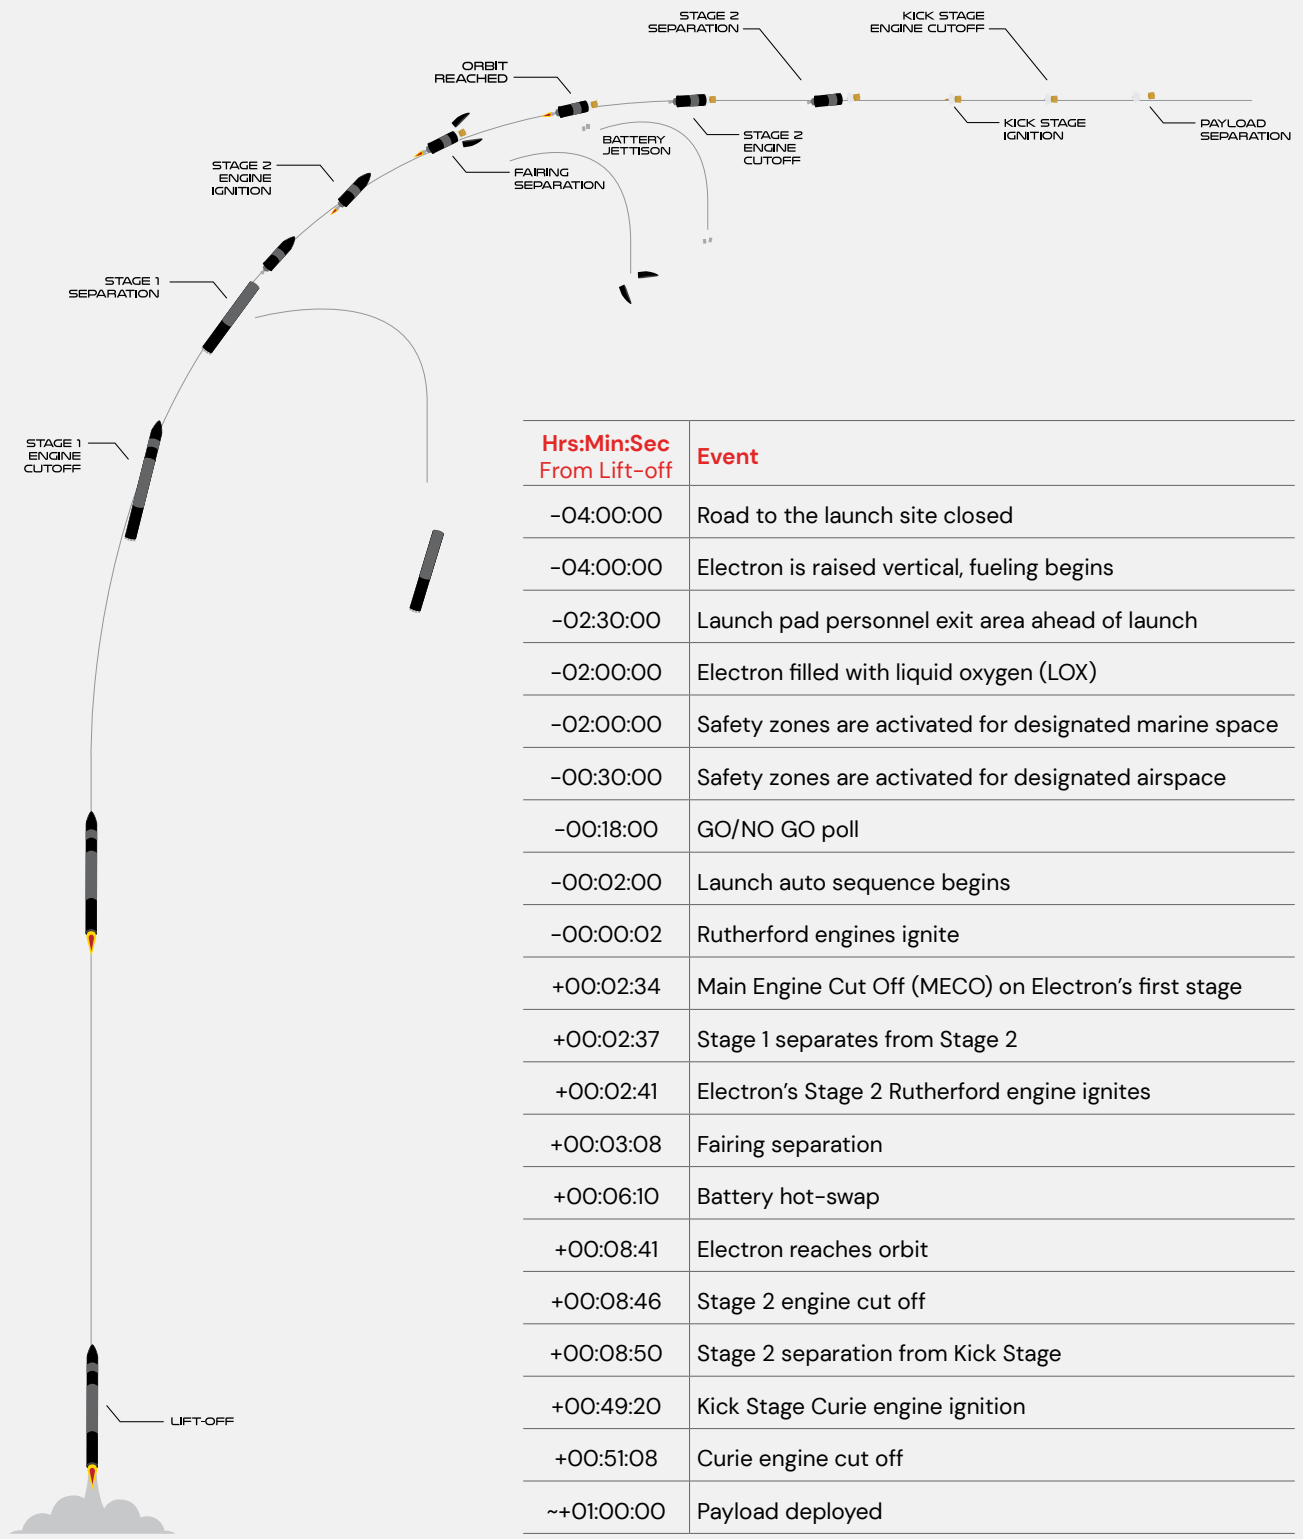 STAGE 2
SEPARATION
KICK STAGE
ENGINE CUTOFF
ORBIT
REACHED
BATTERY
JETTISON
STAGE 2
ENGINE
CUTOFF
KICK STAGE
IGNITION
PAYLOAD
SEPARATION
STAGE 2
ENGINE
IGNITION
FAIRING
SEPARATION
STAGE 1
SEPARATION
STAGE 1
ENGINE
CUTOFF
LIFT-OFF
Hrs:Min:Sec
From Lift-off
Event
-04:00:00 Road to the launch site closed
-04:00:00 Electron is raised vertical, fueling begins
-02:30:00 Launch pad personnel exit area ahead of launch
-02:00:00 Electron filled with liquid oxygen (LOX)
-02:00:00 Safety zones are activated for designated marine space
-00:30:00 Safety zones are activated for designated airspace
-00:18:00 GO/NO GO poll
-00:02:00 Launch auto sequence begins
-00:00:02 Rutherford engines ignite
+00:02:34 Main Engine Cut Off (MECO) on Electron's first stage
+00:02:37 Stage 1 separates from Stage 2
+00:02:41 Electron's Stage 2 Rutherford engine ignites
+00:03:08 Fairing separation
+00:06:10 Battery hot-swap
+00:08:41 Electron reaches orbit
+00:08:46 Stage 2 engine cut off
+00:08:50 Stage 2 separation from Kick Stage
+00:49:20 Kick Stage Curie engine ignition
+00:51:08 Curie engine cut off
~+01:00:00 Payload deployed